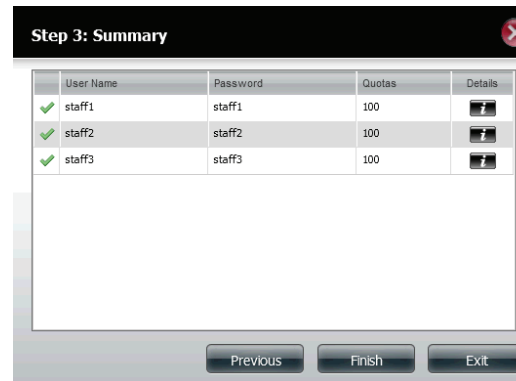 Step 3: Summary
User Name Password Quotas Details
staff1 staff1 100 i
staff2 staff2 100 i
staff3 staff3 100 i
Previous Finish Exit